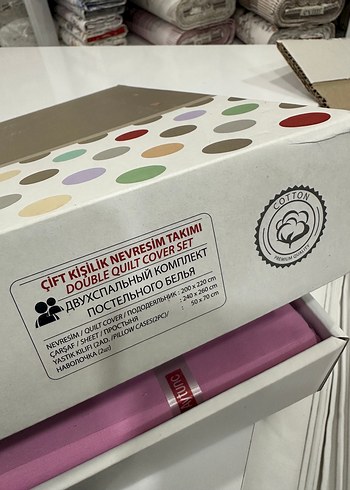 ÇİFT KİŞİLİK NEVRESİM TAKIMI
DOUBLE QUILT COVER SET
ДВУХСПАЛЬНЫЙ КОМПЛЕКТ
ПОСТЕЛЬНОГО БЕЛЬЯ
NEVRESİM / QUILT COVER / ПОДОДЕЯЛЬНИК : 200 x 220 cm
ÇARŞAF / SHEET / ПРОСТЫНЯ : 240 x 260 cm
YASTIK KILIFI (2AD. /PILLOW CASES(2PC)/ : 50 x 70 cm
НАВОЛОЧКА (2шт)
COTTON
PREMIUM QUALITY